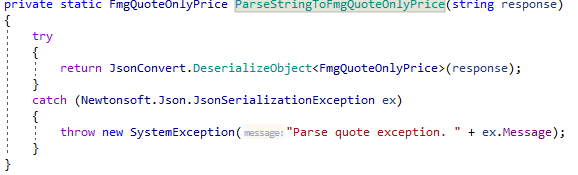 private static FmgQuoteOnlyPrice ParseStringToFmgQuoteOnlyPrice(string response)
{
try
{
return JsonConvert.DeserializeObject<FmgQuoteOnlyPrice>(response);
}
catch (Newtonsoft.Json.JsonSerializationException ex)
{
throw new SystemException( message: "Parse quote exception. " + ex.Message);
}
}